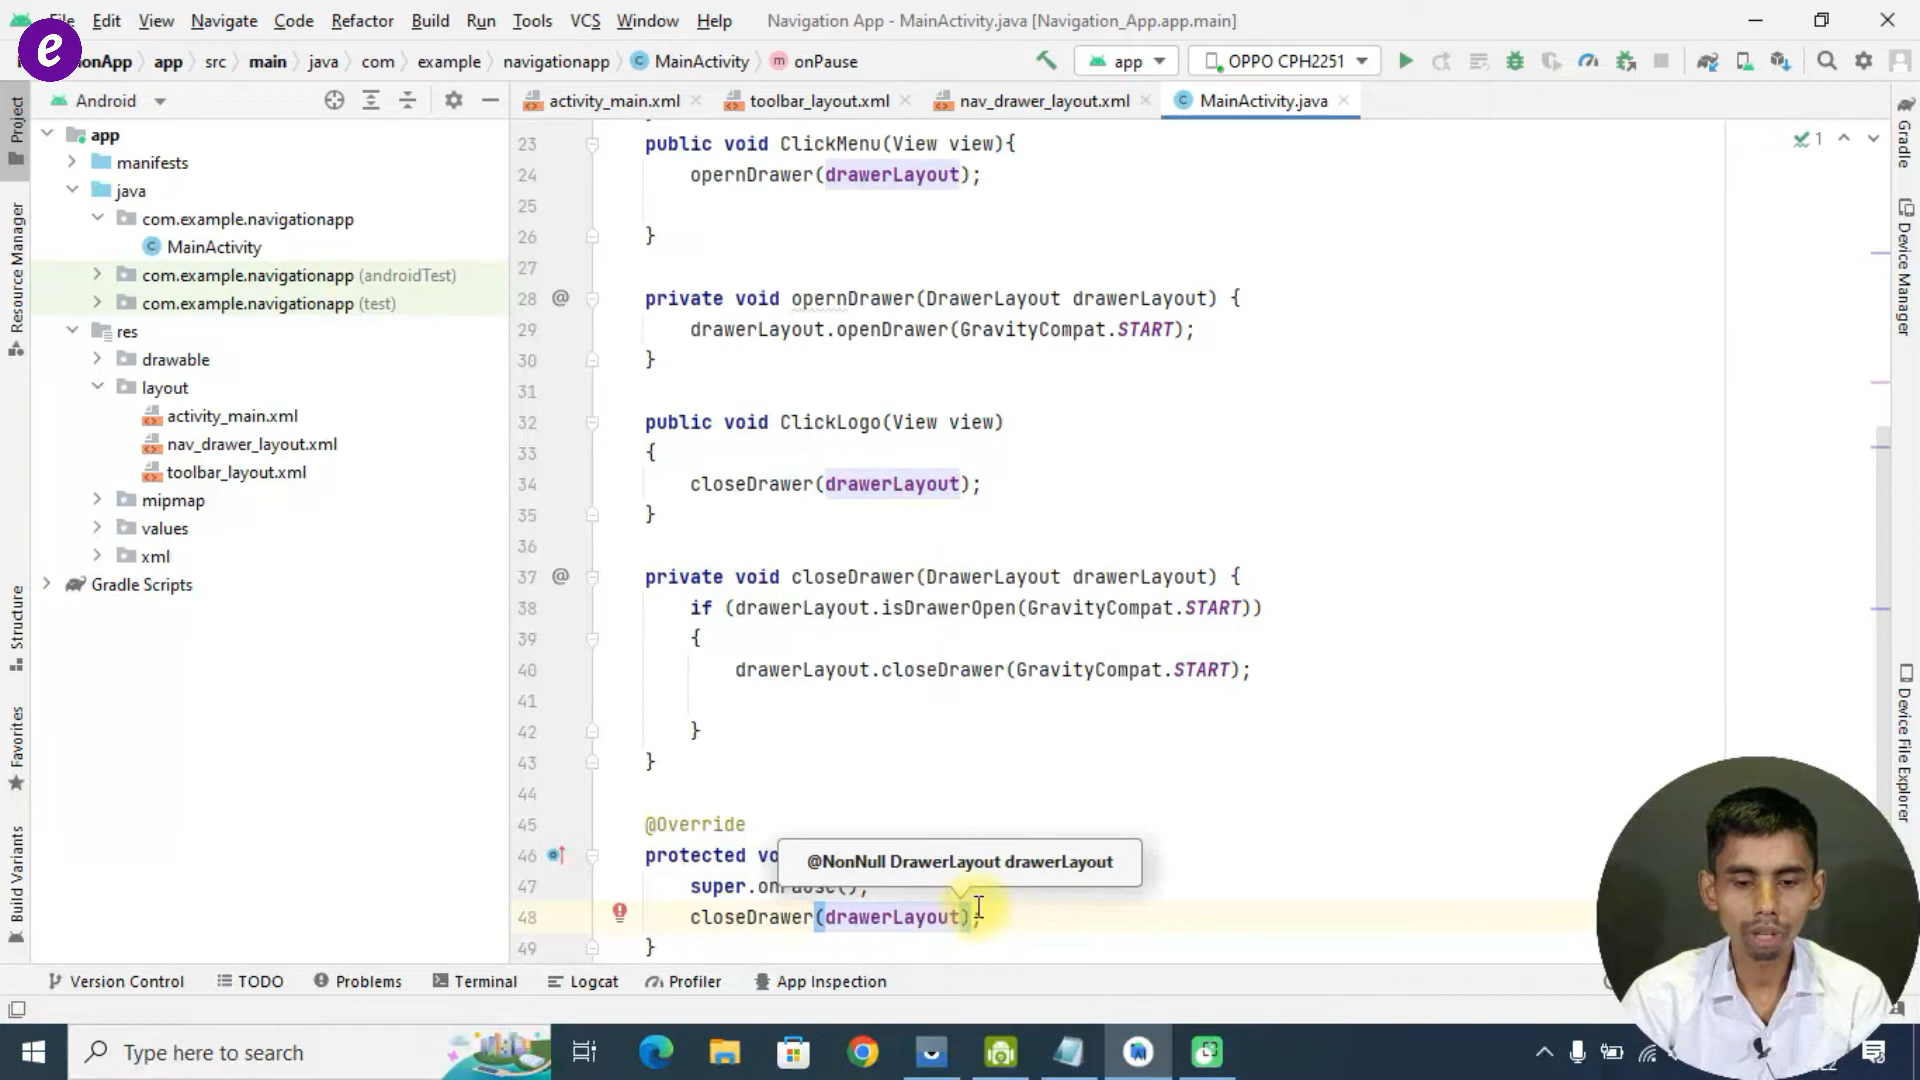 File Edit View Navigate Code Refactor Build Run Tools VCS Window Help Navigation App - MainActivity.java [Navigation_App.app.main]
e
onApp app src main java com example navigationapp MainActivity onPause app OPPO CPH2251
Android
activity_main.xml toolbar_layout.xml nav_drawer_layout.xml MainActivity.java
Project
Resource Manager
Structure
Favorites
Build Variants
app
manifests
java
com.example.navigationapp
MainActivity
com.example.navigationapp (androidTest)
com.example.navigationapp (test)
res
drawable
layout
activity_main.xml
nav_drawer_layout.xml
toolbar_layout.xml
mipmap
values
xml
Gradle Scripts
1
23 public void ClickMenu(View view){
24 opernDrawer(drawerLayout);
25
26 }
27
28 @ private void opernDrawer(DrawerLayout drawerLayout) {
29 drawerLayout.openDrawer(GravityCompat.START);
30 }
31
32 public void ClickLogo(View view)
33 {
34 closeDrawer(drawerLayout);
35 }
36
37 @ private void closeDrawer(DrawerLayout drawerLayout) {
38 if (drawerLayout.isDrawerOpen(GravityCompat.START))
39 {
40 drawerLayout.closeDrawer(GravityCompat.START);
41
42 }
43 }
44
45 @Override
46 protected vo
@NonNull DrawerLayout drawerLayout
47 super.onPause();
48 closeDrawer(drawerLayout);
49 }
Gradle
Device Manager
Device File Explorer
Version Control TODO Problems Terminal Logcat Profiler App Inspection
Type here to search